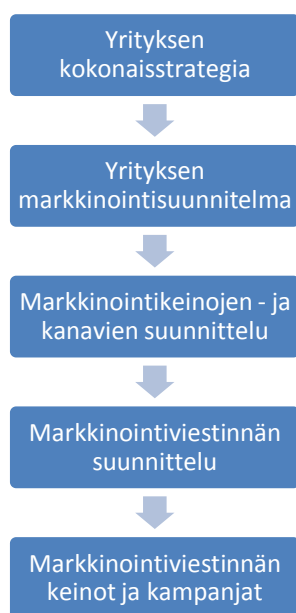 Yrityksen
kokonaisstrategia
Yrityksen
markkinointisuunnitelma
Markkinointikeinojen - ja
kanavien suunnittelu
Markkinointiviestinnän
suunnittelu
Markkinointiviestinnän
keinot ja kampanjat